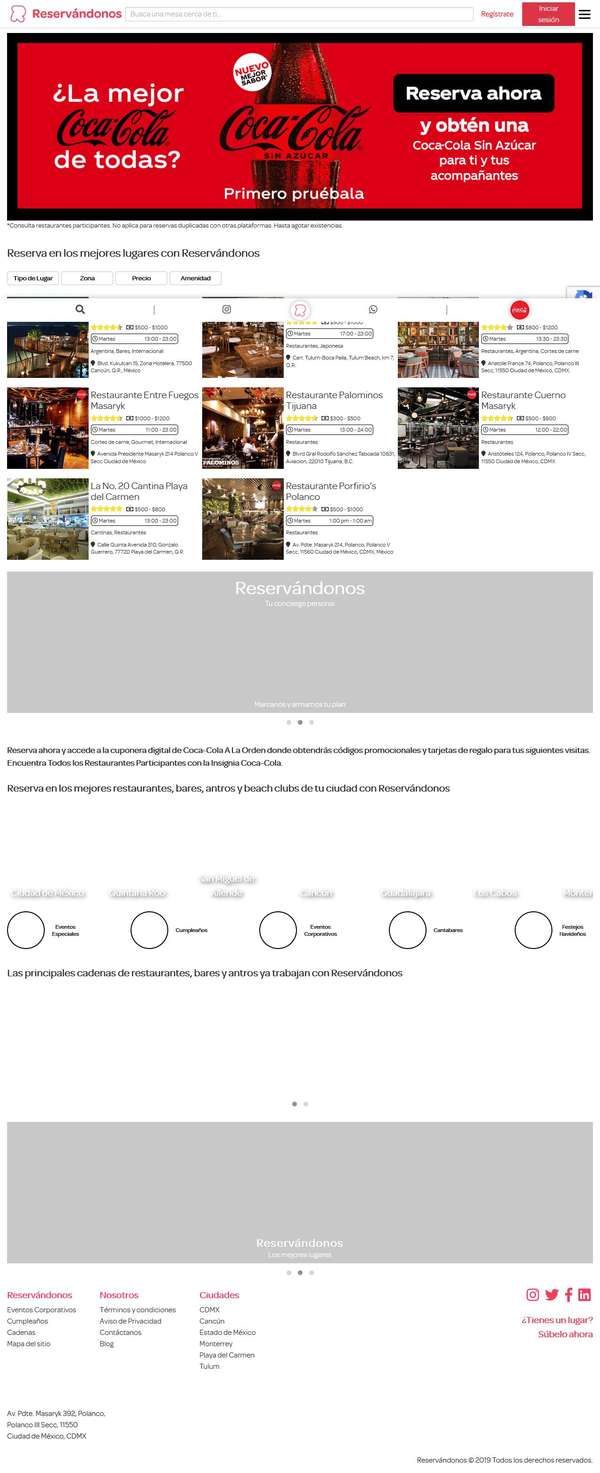 Reservándonos
Busca una mesa cerca de ti...
Regístrate
Iniciar
sesión
¿La mejor
Coca-Cola
de todas?
NUEVO
MEJOR
SABOR
Coca-Cola
SIN AZÚCAR
Primero pruébala
Reserva ahora
y obtén una
Coca-Cola Sin Azúcar
para ti y tus
acompañantes
*Consulta restaurantes participantes. No aplica para reservas duplicadas con otras plataformas. Hasta agotar existencias.
Reserva en los mejores lugares con Reservándonos
Tipo de Lugar
Zona
Precio
Amenidad
$500 - $1000
Martes 13:00 - 23:00
Argentina, Bares, Internacional
Blvd. Kukulcan 15, Zona Hotelera, 77500
Cancún, Q.R., México
Martes 17:00 - 23:00
Restaurantes, Japonesa
Carr. Tulum-Boca Paila, Tulum Beach, km 7,
Q.R.
$800 - $1200
Martes 13:30 - 23:30
Restaurantes, Argentina, Cortes de carne
Anatole France 74, Polanco, Polanco III
Secc, 11550 Ciudad de México, CDMX
Restaurante Entre Fuegos
Masaryk
$1000 - $1200
Martes 11:00 - 23:00
Cortes de carne, Gourmet, Internacional
Avenida Presidente Masaryk 214 Polanco V
Secc Ciudad de México
PALOMINOS
Restaurante Palominos
Tijuana
$300 - $500
Martes 13:00 - 24:00
Restaurantes
Blvrd Gral Rodolfo Sánchez Taboada 10631,
Aviacion, 22010 Tijuana, B.C.
Restaurante Cuerno
Masaryk
$500 - $900
Martes 12:00 - 22:00
Restaurantes
Aristóteles 124, Polanco, Polanco IV Secc,
11550 Ciudad de México, CDMX
La No. 20 Cantina Playa
del Carmen
$500 - $800
Martes 13:00 - 23:00
Cantinas, Restaurantes
Calle Quinta Avenida 310, Gonzalo
Guerrero, 77720 Playa del Carmen, Q.R.
Restaurante Porfirio's
Polanco
$500 - $1000
Martes 1:00 pm - 1:00 am
Restaurantes
Av. Pdte. Masaryk 214, Polanco, Polanco V
Secc, 11560 Ciudad de México, CDMX, México
Reservándonos
Tu concierge personal
Marcanos y armamos tu plan
Reserva ahora y accede a la cuponera digital de Coca-Cola A La Orden donde obtendrás códigos promocionales y tarjetas de regalo para tus siguientes visitas.
Encuentra Todos los Restaurantes Participantes con la Insignia Coca-Cola.
Reserva en los mejores restaurantes, bares, antros y beach clubs de tu ciudad con Reservándonos
Ciudad de México
Quintana Roo
San Miguel de
Allende
Cancún
Guadalajara
Los Cabos
Monter
Eventos
Especiales
Cumpleaños
Eventos
Corporativos
Cantabares
Festejos
Navideños
Las principales cadenas de restaurantes, bares y antros ya trabajan con Reservándonos
Reservándonos
Los mejores lugares
Reservándonos
Eventos Corporativos
Cumpleaños
Cadenas
Mapa del sitio
Nosotros
Términos y condiciones
Aviso de Privacidad
Contáctanos
Blog
Ciudades
CDMX
Cancún
Estado de México
Monterrey
Playa del Carmen
Tulum
¿Tienes un lugar?
Súbelo ahora
Av. Pdte. Masaryk 392, Polanco,
Polanco III Secc, 11550
Ciudad de México, CDMX
Reservándonos © 2019 Todos los derechos reservados.